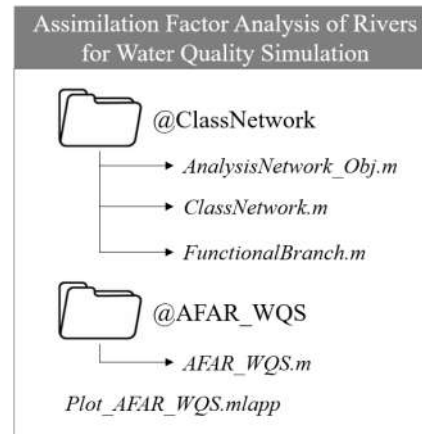 Assimilation Factor Analysis of Rivers
for Water Quality Simulation
@ClassNetwork
AnalysisNetwork_Obj.m
ClassNetwork.m
FunctionalBranch.m
@AFAR_WQS
AFAR_WQS.m
Plot_AFAR_WQS.mlapp